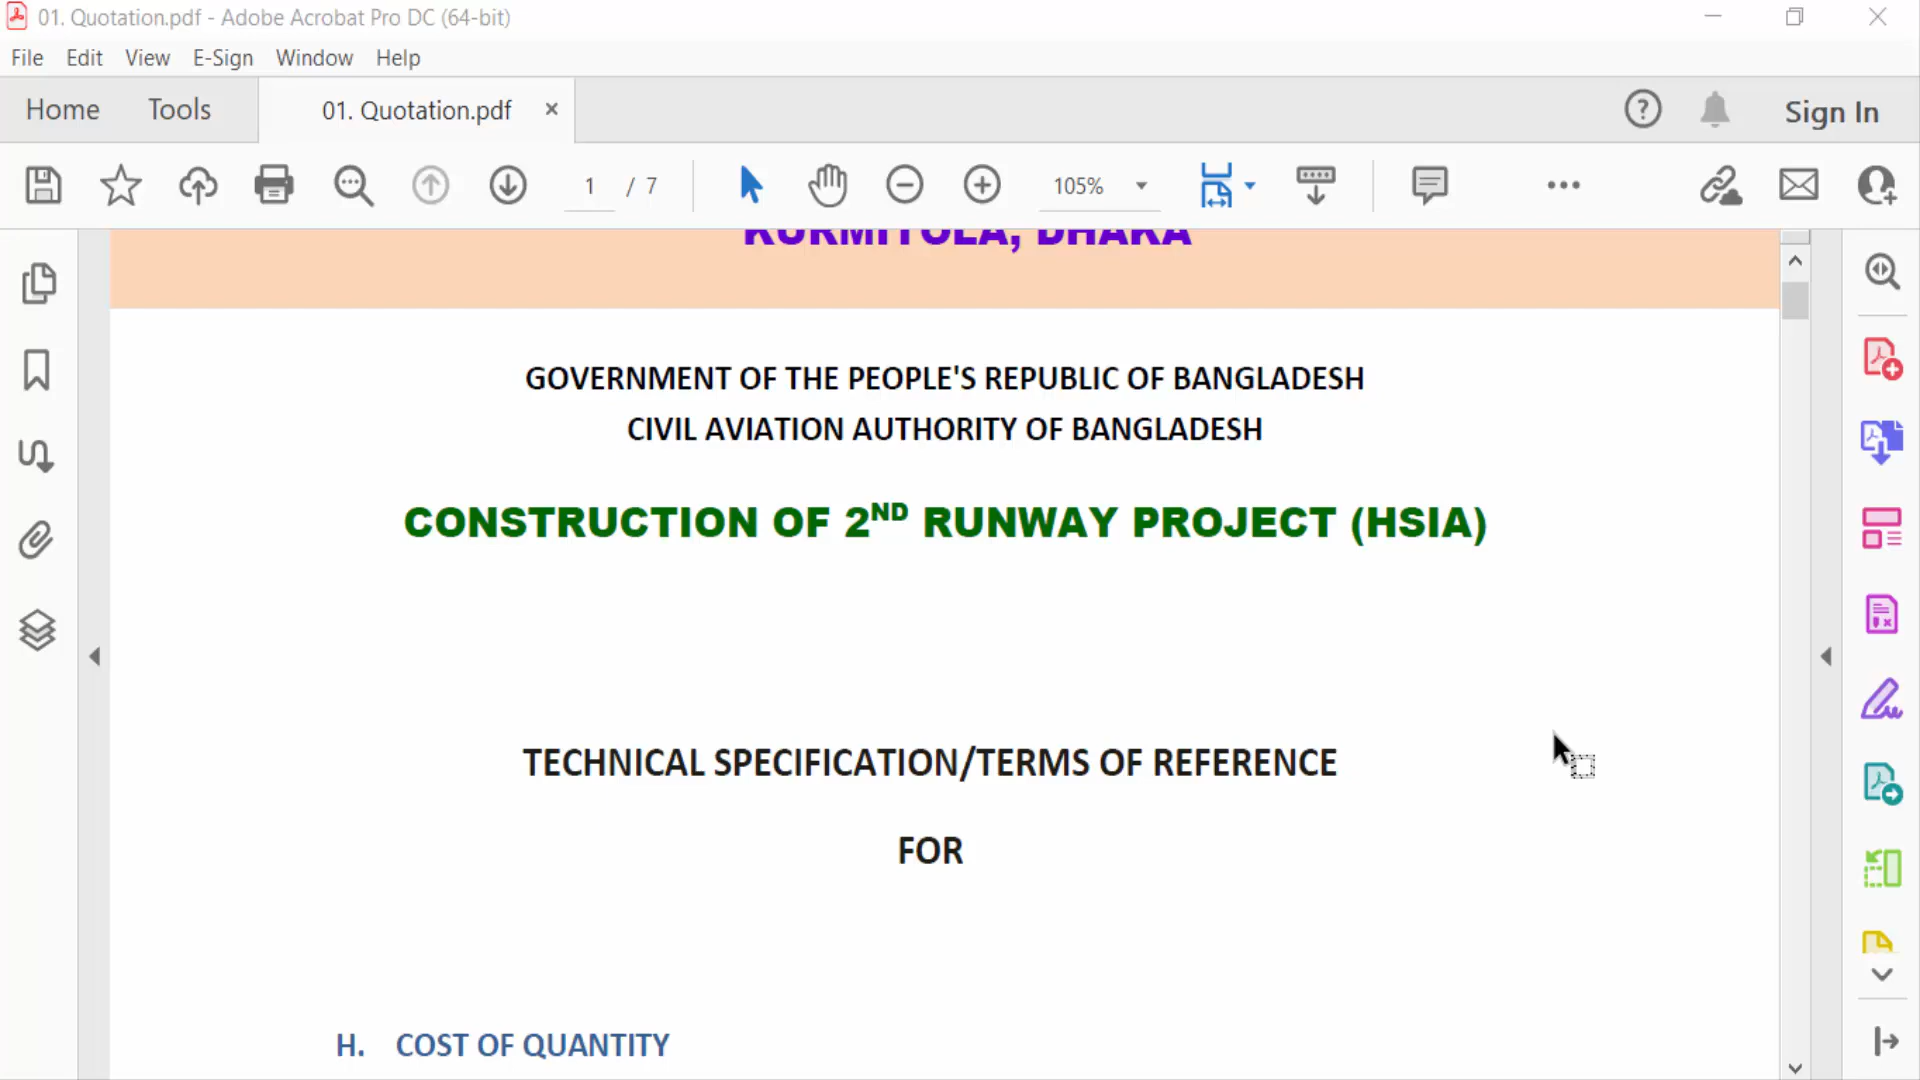 01. Quotation.pdf - Adobe Acrobat Pro DC (64-bit)
File Edit View E-Sign Window Help
Home Tools 01. Quotation.pdf × Sign In
1 / 7 105%
KURMITOLA, DHAKA
GOVERNMENT OF THE PEOPLE'S REPUBLIC OF BANGLADESH
CIVIL AVIATION AUTHORITY OF BANGLADESH
CONSTRUCTION OF 2ND RUNWAY PROJECT (HSIA)
TECHNICAL SPECIFICATION/TERMS OF REFERENCE
FOR
H. COST OF QUANTITY